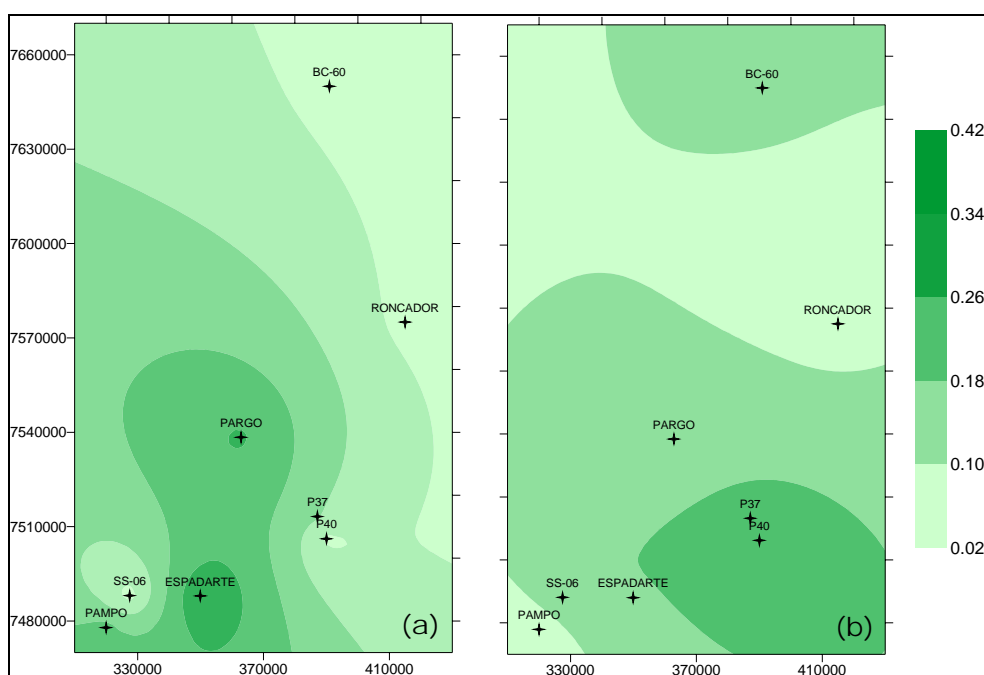 7660000
7630000
7600000
7570000
7540000
7510000
7480000
BC-60
RONCADOR
PARGO
P37
P40
SS-06
ESPADARTE
PAMPO
(a)
330000 370000 410000
BC-60
RONCADOR
PARGO
P37
P40
SS-06 ESPADARTE
PAMPO
(b)
330000 370000 410000
0.42
0.34
0.26
0.18
0.10
0.02